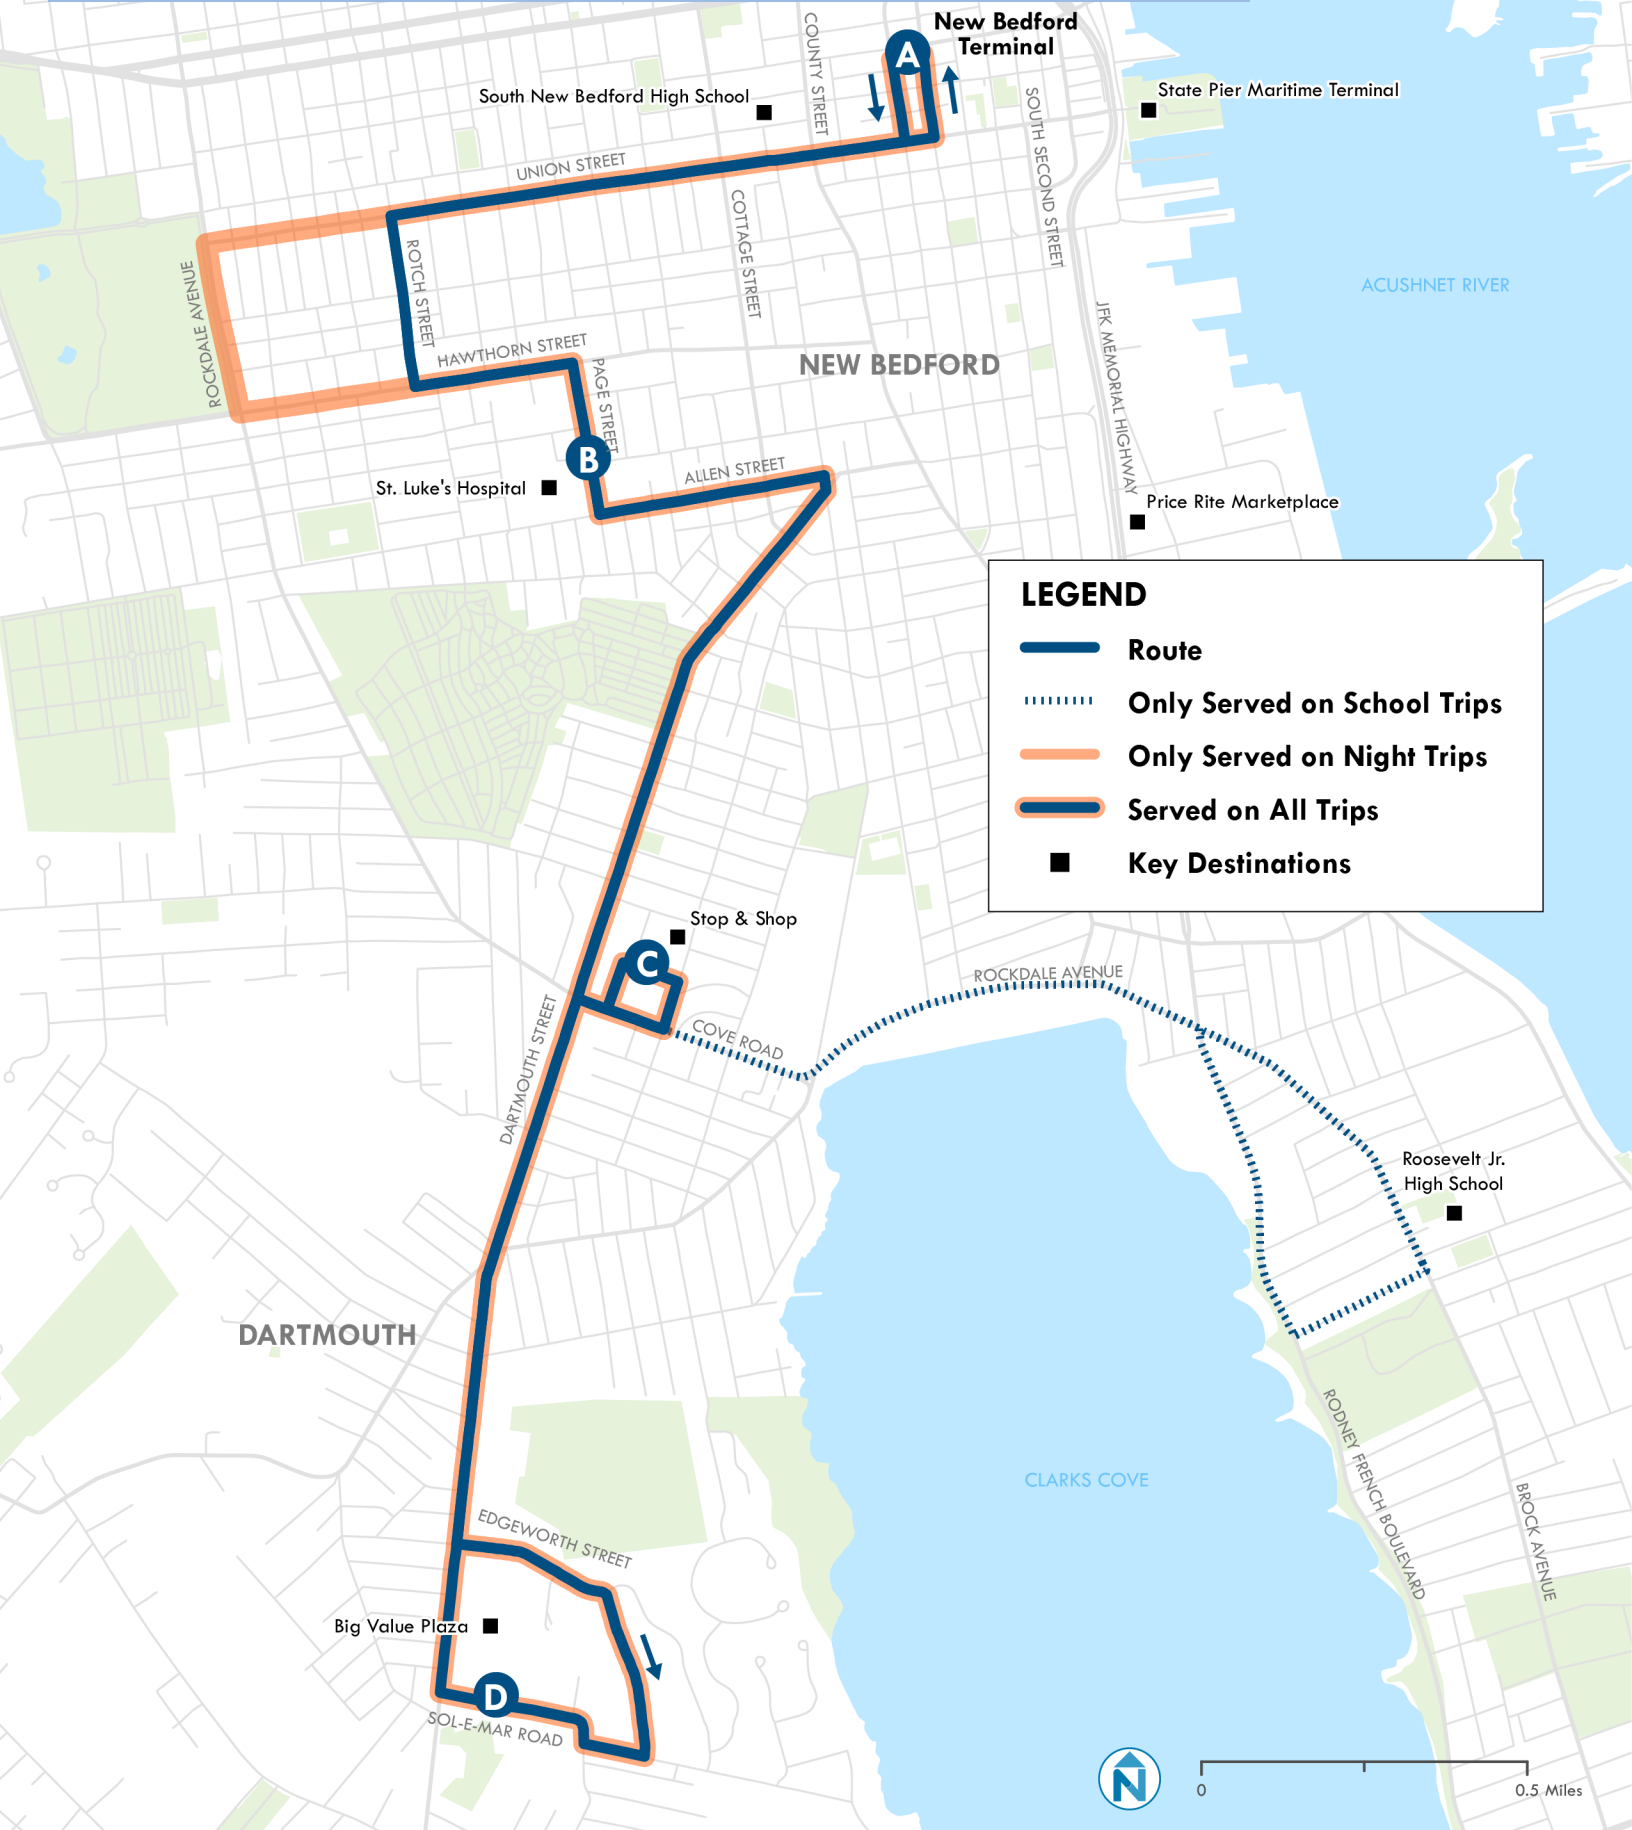 New Bedford
Terminal
A
COUNTY STREET
South New Bedford High School
State Pier Maritime Terminal
SOUTH SECOND STREET
UNION STREET
COTTAGE STREET
ROTCH STREET
ROCKDALE AVENUE
ACUSHNET RIVER
JFK MEMORIAL HIGHWAY
HAWTHORN STREET
NEW BEDFORD
PAGE STREET
B
ALLEN STREET
St. Luke's Hospital
Price Rite Marketplace
LEGEND
Route
Only Served on School Trips
Only Served on Night Trips
Served on All Trips
Key Destinations
Stop & Shop
C
ROCKDALE AVENUE
COVE ROAD
DARTMOUTH STREET
Roosevelt Jr.
High School
DARTMOUTH
RODNEY FRENCH BOULEVARD
CLARKS COVE
BROCK AVENUE
EDGEWORTH STREET
Big Value Plaza
D
SOL-E-MAR ROAD
N
0
0.5 Miles